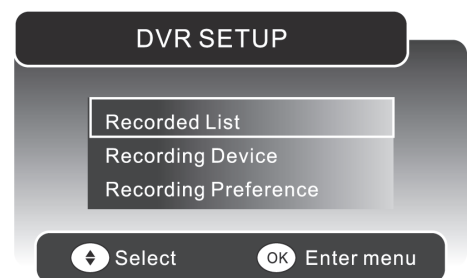 DVR SETUP
Recorded List
Recording Device
Recording Preference
Select OK Enter menu